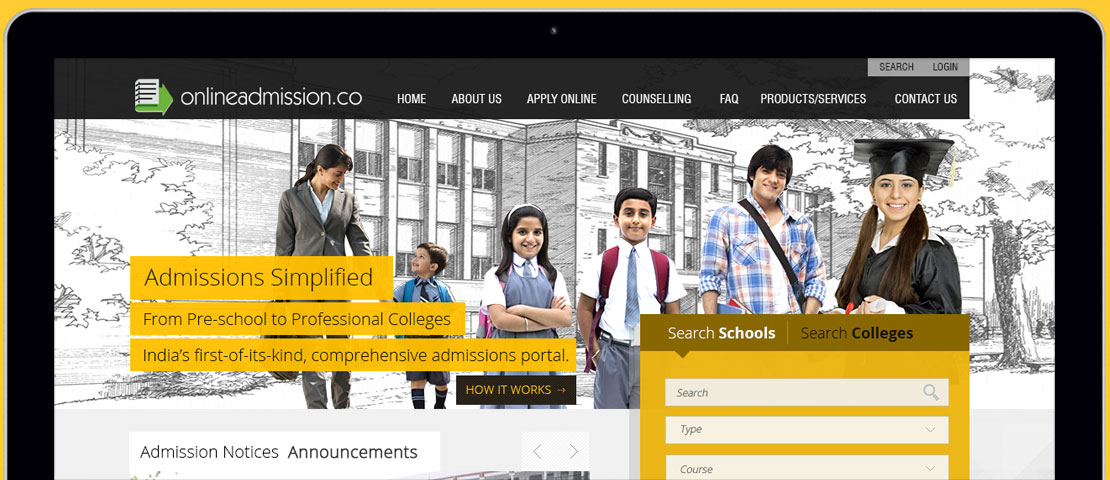 SEARCH LOGIN
onlineadmission.co
HOME ABOUT US APPLY ONLINE COUNSELLING FAQ PRODUCTS/SERVICES CONTACT US
Admissions Simplified
From Pre-school to Professional Colleges
India's first-of-its-kind, comprehensive admissions portal.
HOW IT WORKS →
Search Schools Search Colleges
Search
Type
Course
Admission Notices Announcements